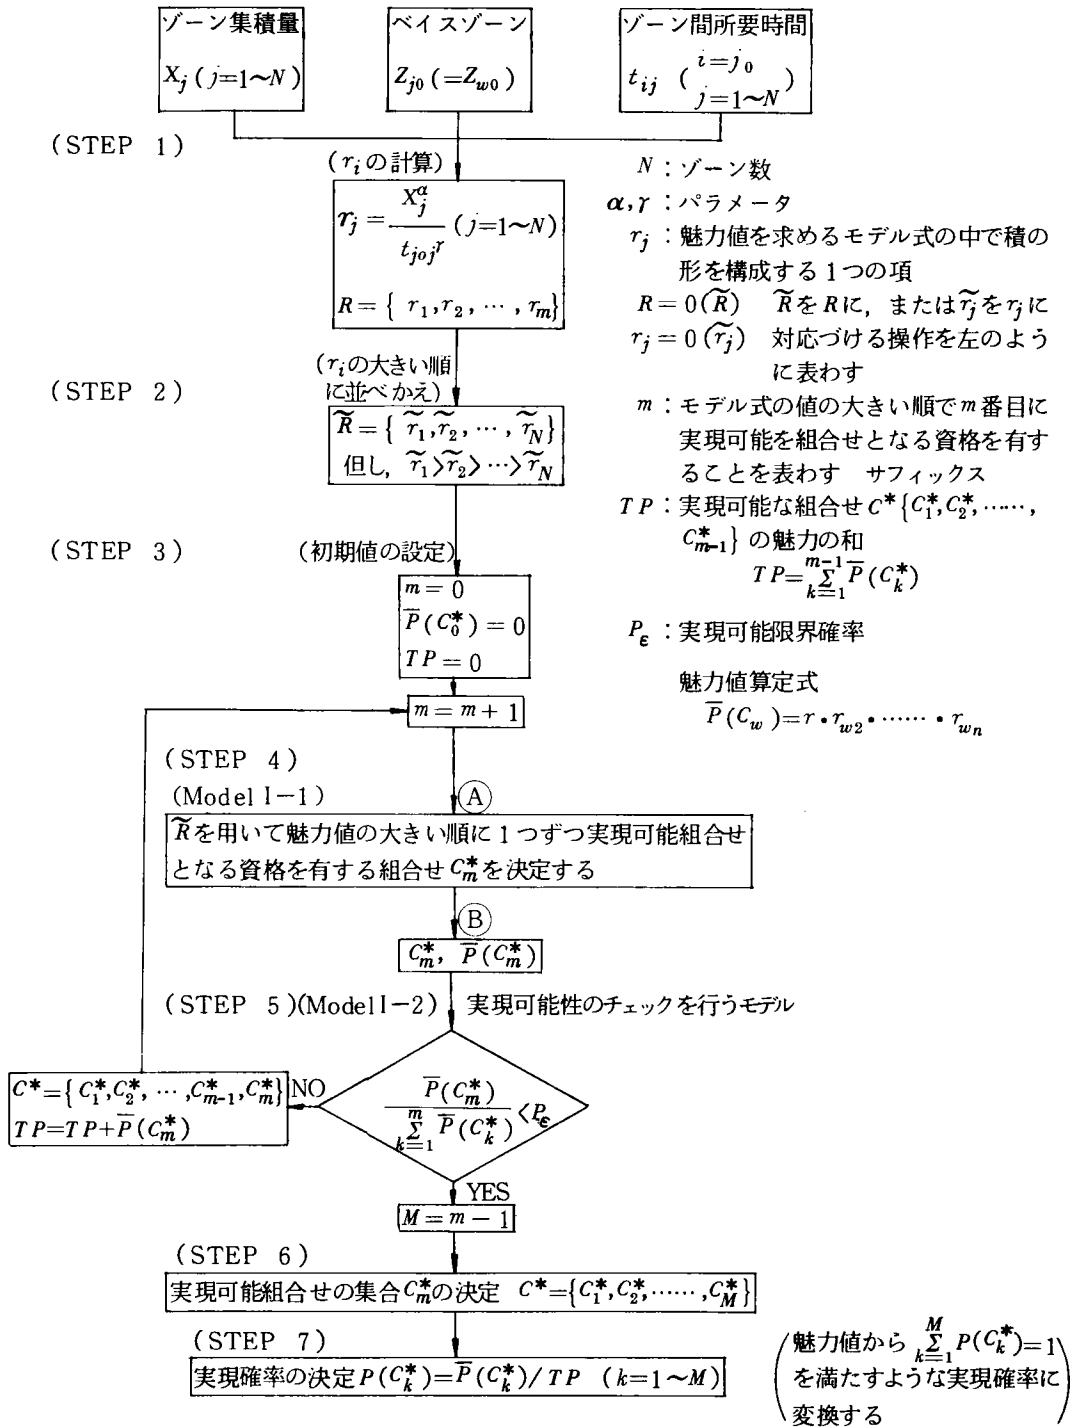 ゾーン集積量
X_j (j=1〜N)
ベイスゾーン
Z_{j0} (=Z_{w0})
ゾーン間所要時間
t_{ij} (i=j_0 j=1〜N)
(STEP 1)
(r_iの計算)
r_j = X_j^α / t_{j0j}^γ (j=1〜N)
R = { r_1, r_2, …, r_m}
(STEP 2)
(r_iの大きい順
に並べかえ)
R̃ = { r̃_1, r̃_2, …, r̃_N}
但し, r̃_1>r̃_2>…>r̃_N
(STEP 3)
(初期値の設定)
m = 0
P̄(C_0^*) = 0
TP = 0
m = m + 1
N : ゾーン数
α, γ : パラメータ
r_j : 魅力値を求めるモデル式の中で積の
形を構成する1つの項
R = 0(R̃) R̃をRに, またはr̃_jをr_jに
r_j = 0(r̃_j) 対応づける操作を左のよう
に表わす
m : モデル式の値の大きい順でm番目に
実現可能を組合せとなる資格を有す
ることを表わす サフィックス
TP : 実現可能な組合せC^*{C_1^*, C_2^*, ……,
C_{m-1}^*} の魅力の和
TP = Σ_{k=1}^{m-1} P̄(C_k^*)
P_ε : 実現可能限界確率
魅力値算定式
P̄(C_w) = r・r_{w2}・……・r_{wn}
(STEP 4)
(Model I-1)
Ⓐ
R̃を用いて魅力値の大きい順に1つずつ実現可能組合せ
となる資格を有する組合せC_m^*を決定する
Ⓑ
C_m^*, P̄(C_m^*)
(STEP 5)(Model I-2) 実現可能性のチェックを行うモデル
P̄(C_m^*) / Σ_{k=1}^{m} P̄(C_k^*) < P_ε
NO
C^*={C_1^*, C_2^*, …, C_{m-1}^*, C_m^*}
TP=TP+P̄(C_m^*)
YES
M = m - 1
(STEP 6)
実現可能組合せの集合C_m^*の決定 C^*={C_1^*, C_2^*, ……, C_M^*}
(STEP 7)
実現確率の決定P(C_k^*)=P̄(C_k^*)/TP (k=1〜M)
(魅力値から Σ_{k=1}^{M} P(C_k^*)=1
を満たすような実現確率に
変換する)